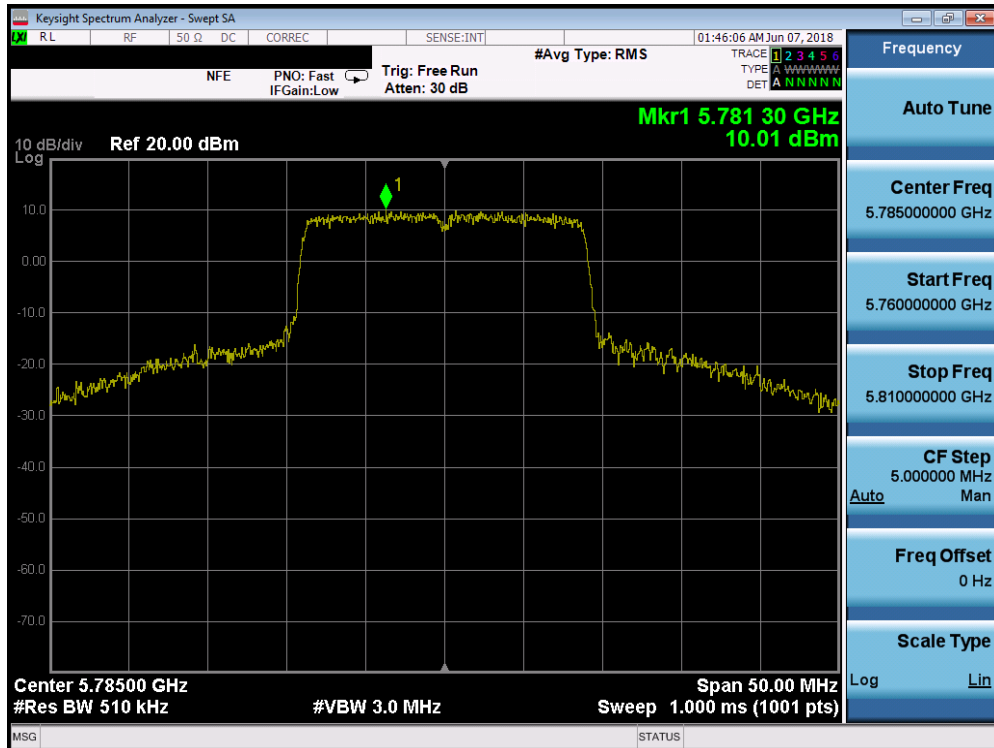 Keysight Spectrum Analyzer - Swept SA
LXI RL RF 50 Ω DC CORREC SENSE:INT 01:46:06 AM Jun 07, 2018
NFE PNO: Fast IFGain:Low Trig: Free Run Atten: 30 dB #Avg Type: RMS
TRACE 1 2 3 4 5 6
TYPE A WWWWW
DET A N N N N N
Mkr1 5.781 30 GHz
10.01 dBm
10 dB/div Ref 20.00 dBm
Log
1
10.0
0.00
-10.0
-20.0
-30.0
-40.0
-50.0
-60.0
-70.0
Center 5.78500 GHz Span 50.00 MHz
#Res BW 510 kHz #VBW 3.0 MHz Sweep 1.000 ms (1001 pts)
MSG STATUS
Frequency
Auto Tune
Center Freq
5.785000000 GHz
Start Freq
5.760000000 GHz
Stop Freq
5.810000000 GHz
CF Step
5.000000 MHz
Auto Man
Freq Offset
0 Hz
Scale Type
Log Lin